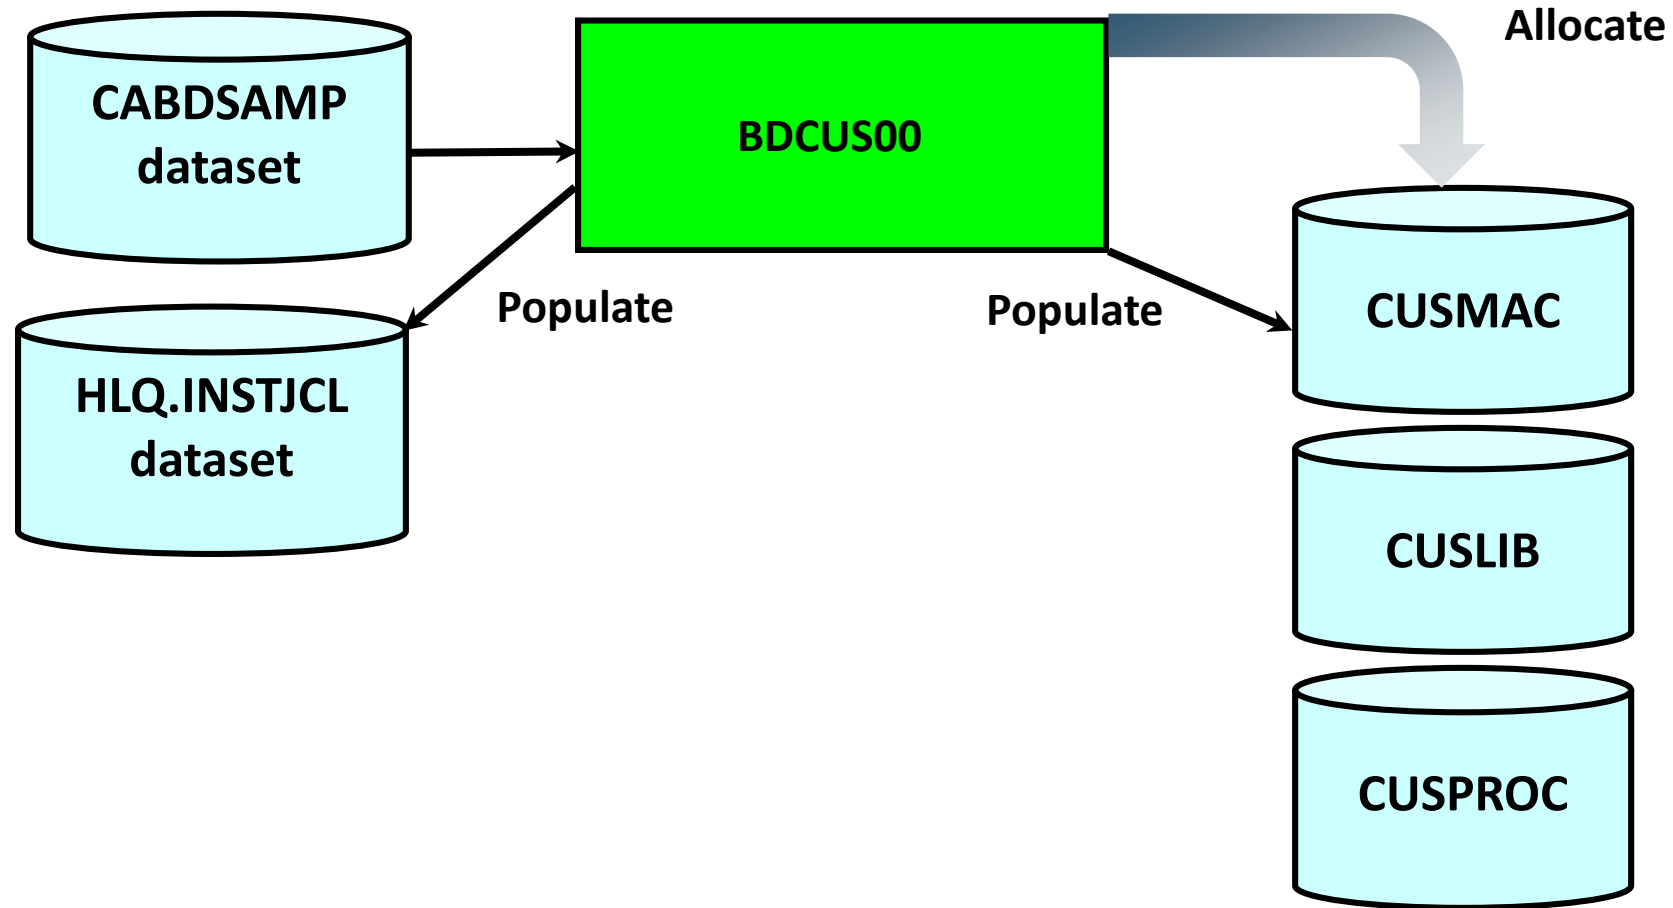 Allocate
CABDSAMP
dataset
BDCUS00
Populate
Populate
CUSMAC
HLQ.INSTJCL
dataset
CUSLIB
CUSPROC